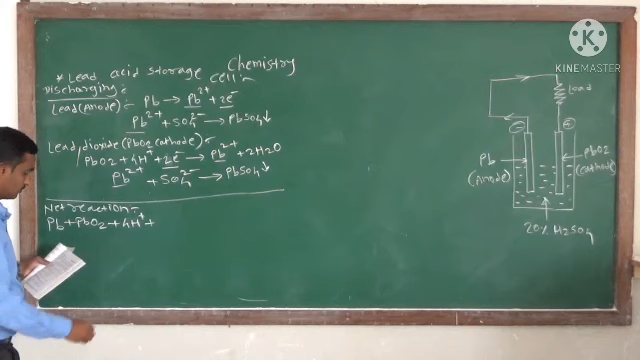 Chemistry
* Lead acid storage cell:-
Discharging:-
Lead (Anode):- Pb → Pb²⁺ + 2e⁻
Pb²⁺ + SO4²⁻ → PbSO4↓
Lead dioxide (PbO2 cathode):-
PbO2 + 4H⁺ + 2e⁻ → Pb²⁺ + 2H2O
Pb²⁺ + SO4²⁻ → PbSO4↓
Net reaction:-
Pb + PbO2 + 4H⁺ +
Load
⊖ ⊕
Pb
(Anode)
PbO2
(Cathode)
20% H2SO4
K
KINEMASTER